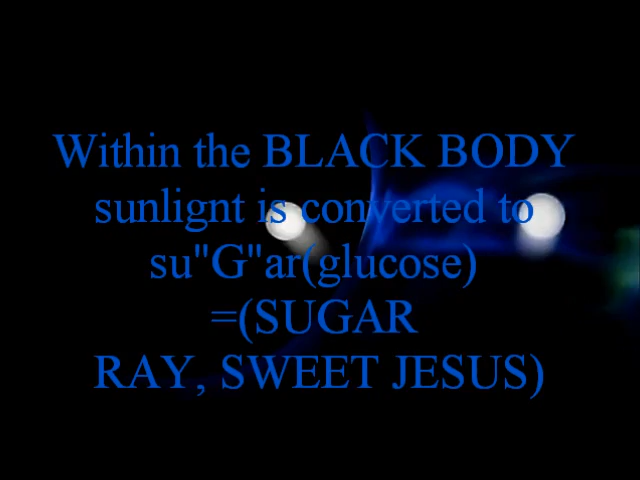 Within the BLACK BODY
sunlignt is converted to
su"G"ar(glucose)
=(SUGAR
RAY, SWEET JESUS)